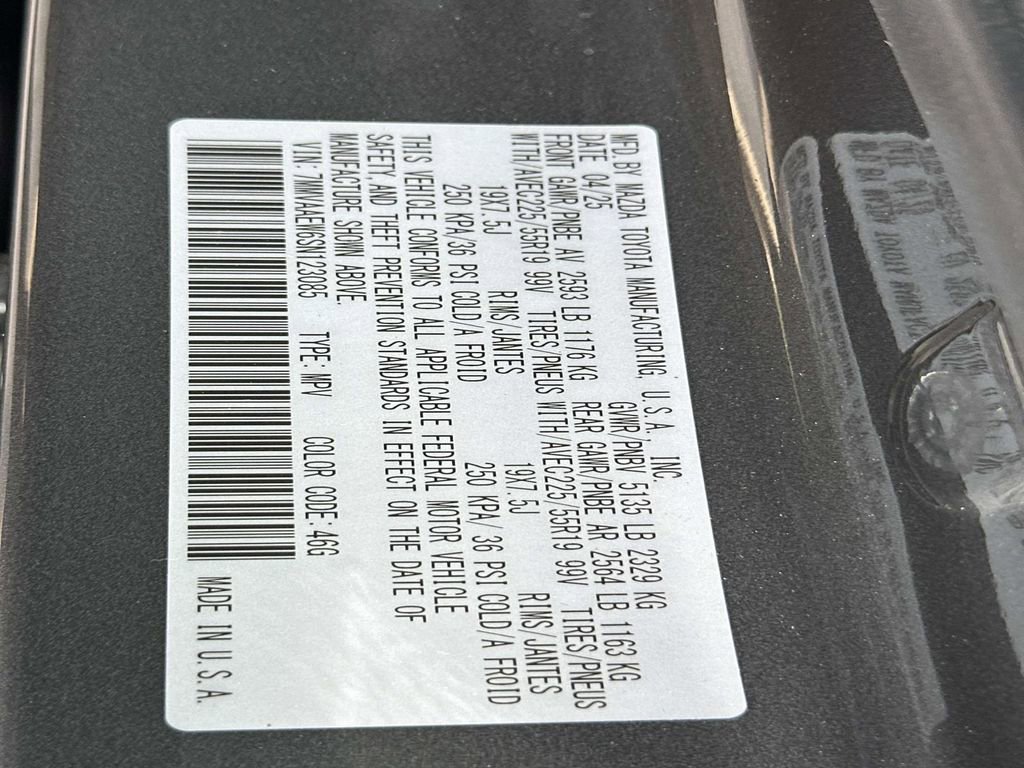 MFD. BY MAZDA TOYOTA MANUFACTURING, U.S.A., INC.
DATE 04/25 GVWR/PNBV 5135 LB 2329 KG
FRONT GAWR/PNBE AV 2593 LB 1176 KG REAR GAWR/PNBE AR 2564 LB 1163 KG
WITH/AVEC225/55R19 99V TIRES/PNEUS WITH/AVEC225/55R19 99V TIRES/PNEUS
19X7.5J RIMS/JANTES 19X7.5J RIMS/JANTES
250 KPA/36 PSI COLD/A FROID 250 KPA/ 36 PSI COLD/A FROID
THIS VEHICLE CONFORMS TO ALL APPLICABLE FEDERAL MOTOR VEHICLE
SAFETY AND THEFT PREVENTION STANDARDS IN EFFECT ON THE DATE OF
MANUFACTURE SHOWN ABOVE.
VIN: 7MMVAAEW6SN123085 TYPE: MPV COLOR CODE: 46G
MADE IN U.S.A.